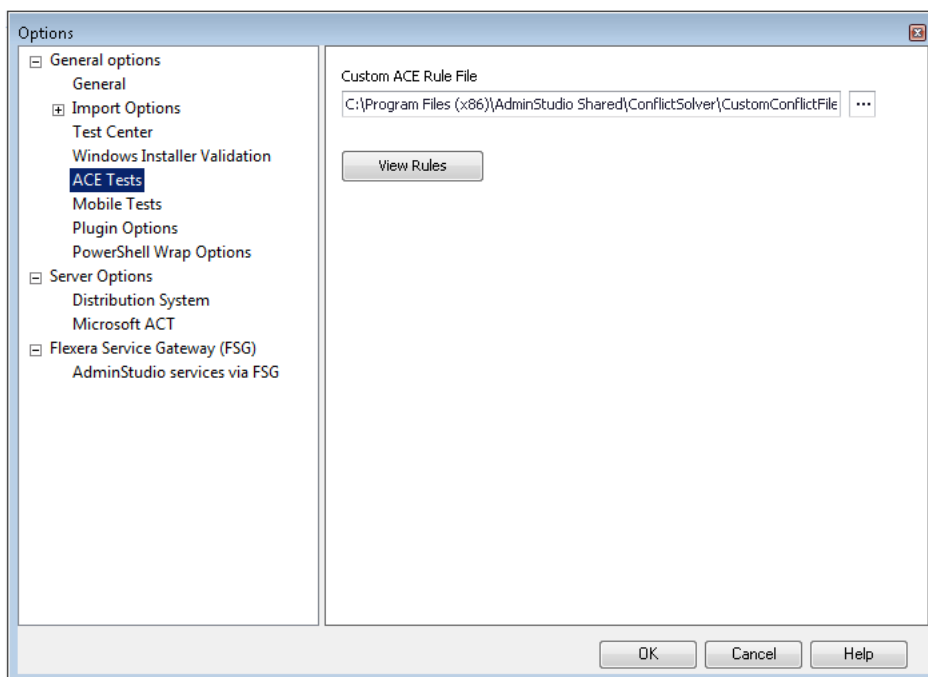 Options
General options
General
Import Options
Test Center
Windows Installer Validation
ACE Tests
Mobile Tests
Plugin Options
PowerShell Wrap Options
Server Options
Distribution System
Microsoft ACT
Flexera Service Gateway (FSG)
AdminStudio services via FSG
Custom ACE Rule File
C:\Program Files (x86)\AdminStudio Shared\ConflictSolver\CustomConflictFile
...
View Rules
OK Cancel Help